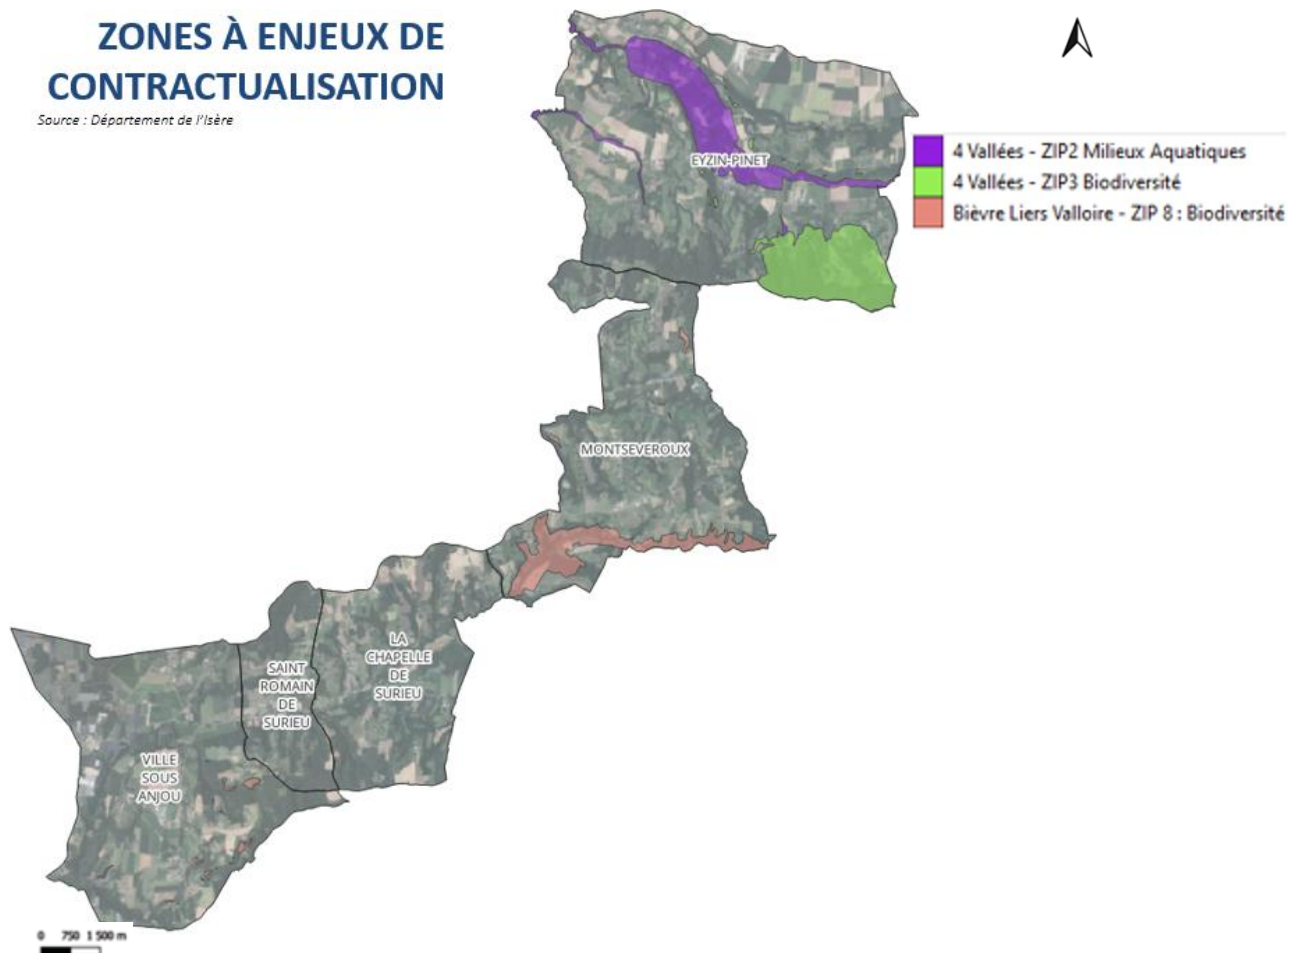 ZONES À ENJEUX DE
CONTRACTUALISATION
Source : Département de l'Isère
4 Vallées - ZIP2 Milieux Aquatiques
4 Vallées - ZIP3 Biodiversité
Bièvre Liers Valloire - ZIP 8 : Biodiversité
EYZIN-PINET
MONTSEVEROUX
LA
CHAPELLE
DE
SURIEU
SAINT
ROMAIN
DE
SURIEU
VILLE
SOUS
ANJOU
0 750 1 500 m